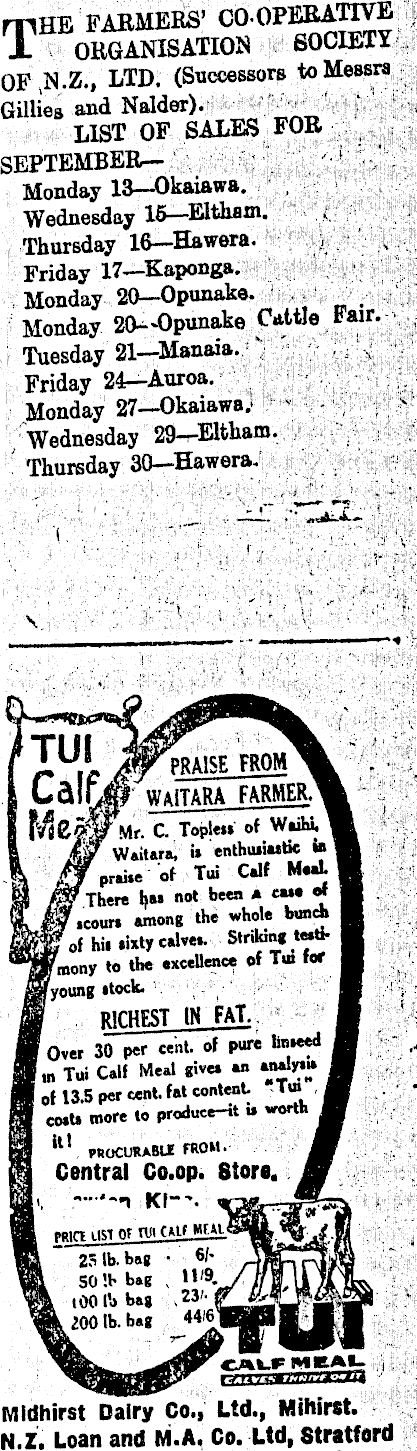 THE FARMERS' CO-OPERATIVE
ORGANISATION SOCIETY
OF N.Z., LTD. (Successors to Messrs
Gillies and Nalder).
LIST OF SALES FOR
SEPTEMBER—
Monday 13—Okaiawa.
Wednesday 15—Eltham.
Thursday 16—Hawera.
Friday 17—Kaponga.
Monday 20—Opunake.
Monday 20—Opunake Cattle Fair.
Tuesday 21—Manaia.
Friday 24—Auroa.
Monday 27—Okaiawa.
Wednesday 29—Eltham.
Thursday 30—Hawera.
TUI
Calf
Meal
PRAISE FROM
WAITARA FARMER.
Mr. C. Topless of Waihi,
Waitara, is enthusiastic in
praise of Tui Calf Meal.
There has not been a case of
scours among the whole bunch
of his sixty calves. Striking testi-
mony to the excellence of Tui for
young stock.
RICHEST IN FAT.
Over 30 per cent. of pure linseed
in Tui Calf Meal gives an analysis
of 13.5 per cent. fat content. "Tui"
costs more to produce—it is worth
it!
PROCURABLE FROM.
Central Co.op. Store.
PRICE LIST OF TUI CALF MEAL
25 lb. bag 6/-
50 lb bag 11/9
100 lb bag 23/-
200 lb. bag 44/6
TUI
CALF MEAL
CALVES THRIVE ON IT
Midhirst Dairy Co., Ltd., Mihirst.
N.Z. Loan and M.A. Co. Ltd, Stratford